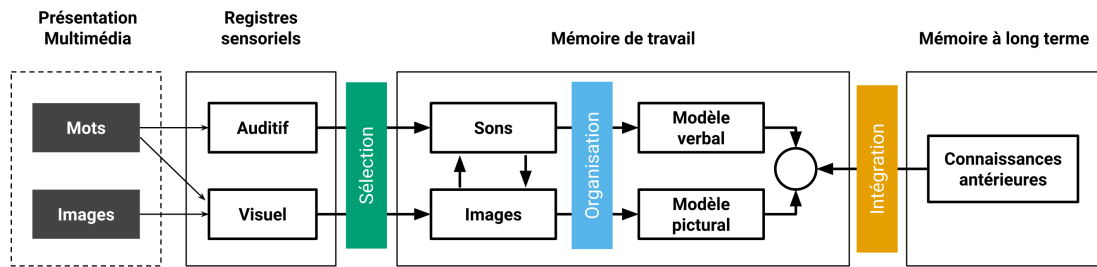 Présentation
Multimédia
Registres
sensoriels
Mémoire de travail
Mémoire à long terme
Mots
Images
Auditif
Visuel
Sélection
Sons
Images
Organisation
Modèle
verbal
Modèle
pictural
Intégration
Connaissances
antérieures